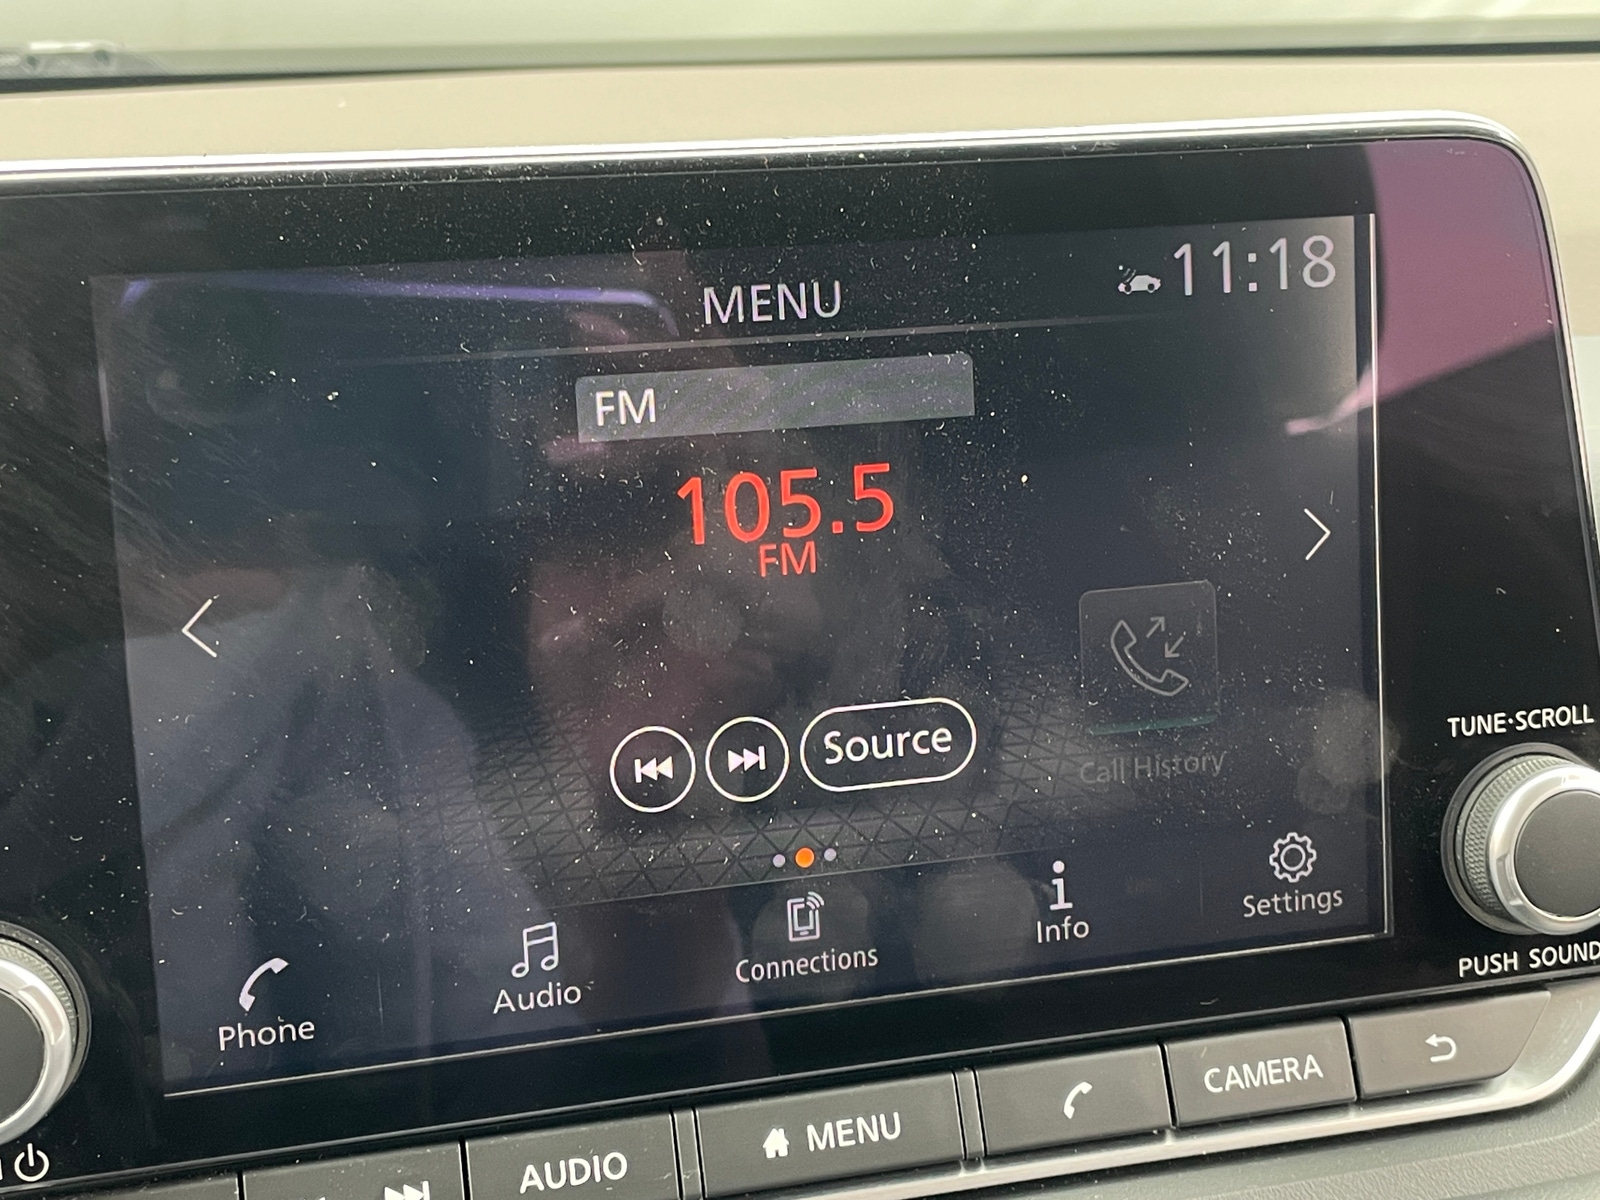 MENU
11:18
FM
105.5
FM
Source
Call History
TUNE·SCROLL
Phone
Audio
Connections
Info
Settings
PUSH SOUND
AUDIO
MENU
CAMERA